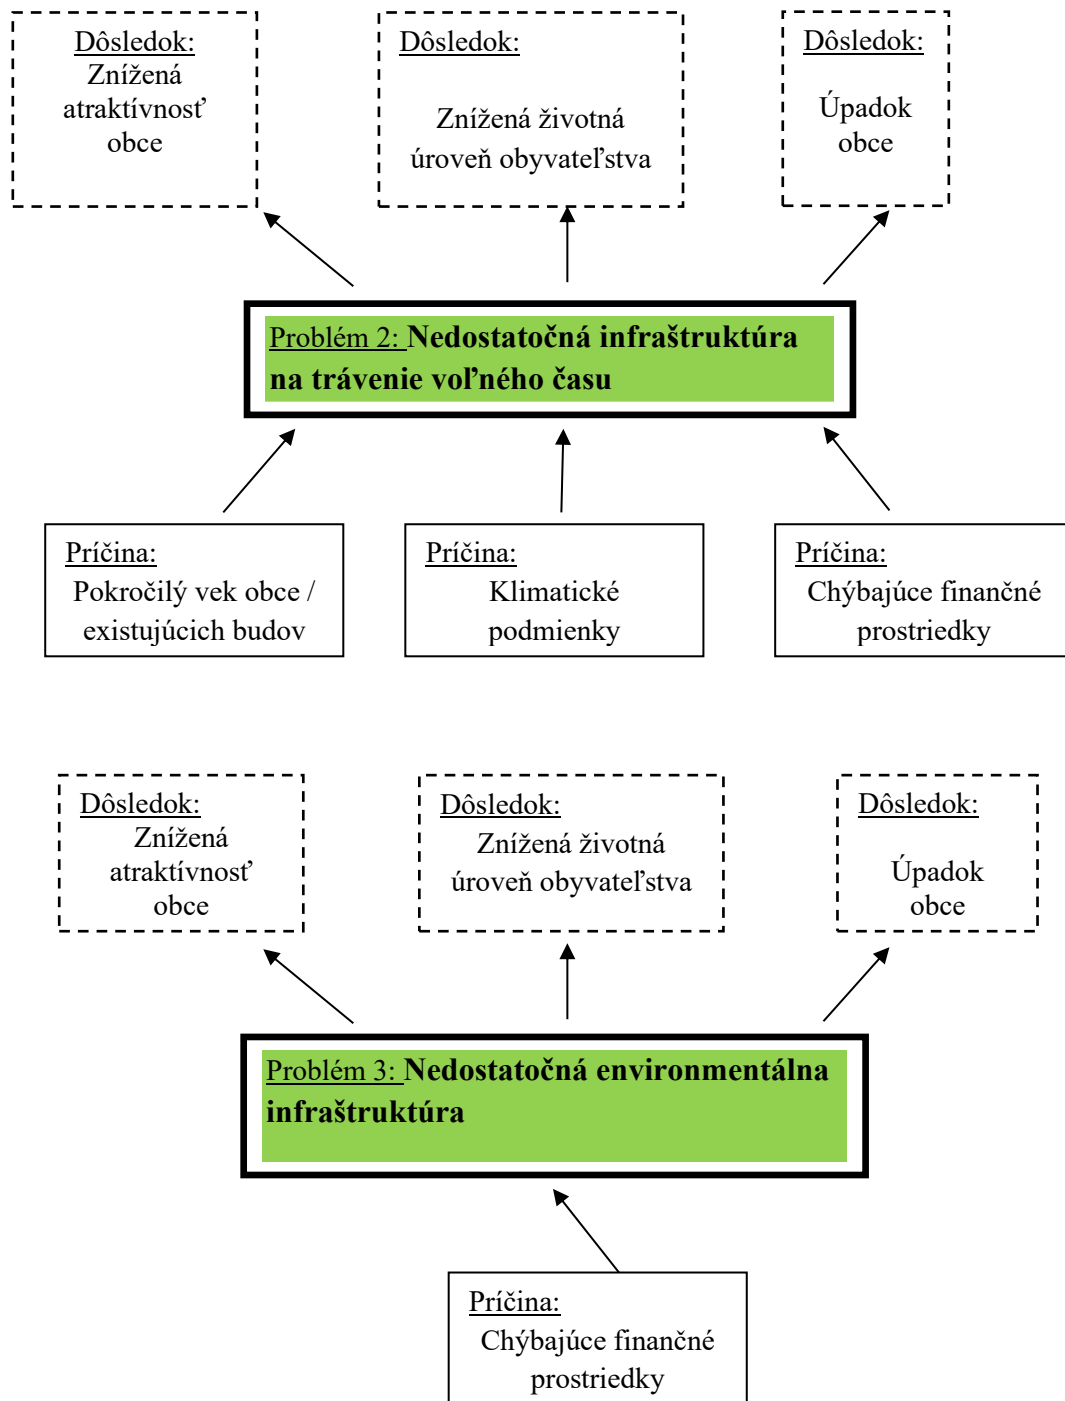 Dôsledok:
Znížená
atraktívnosť
obce
Dôsledok:
Znížená životná
úroveň obyvateľstva
Dôsledok:
Úpadok
obce
Problém 2: Nedostatočná infraštruktúra
na trávenie voľného času
Príčina:
Pokročilý vek obce /
existujúcich budov
Príčina:
Klimatické
podmienky
Príčina:
Chýbajúce finančné
prostriedky
Dôsledok:
Znížená
atraktívnosť
obce
Dôsledok:
Znížená životná
úroveň obyvateľstva
Dôsledok:
Úpadok
obce
Problém 3: Nedostatočná environmentálna
infraštruktúra
Príčina:
Chýbajúce finančné
prostriedky